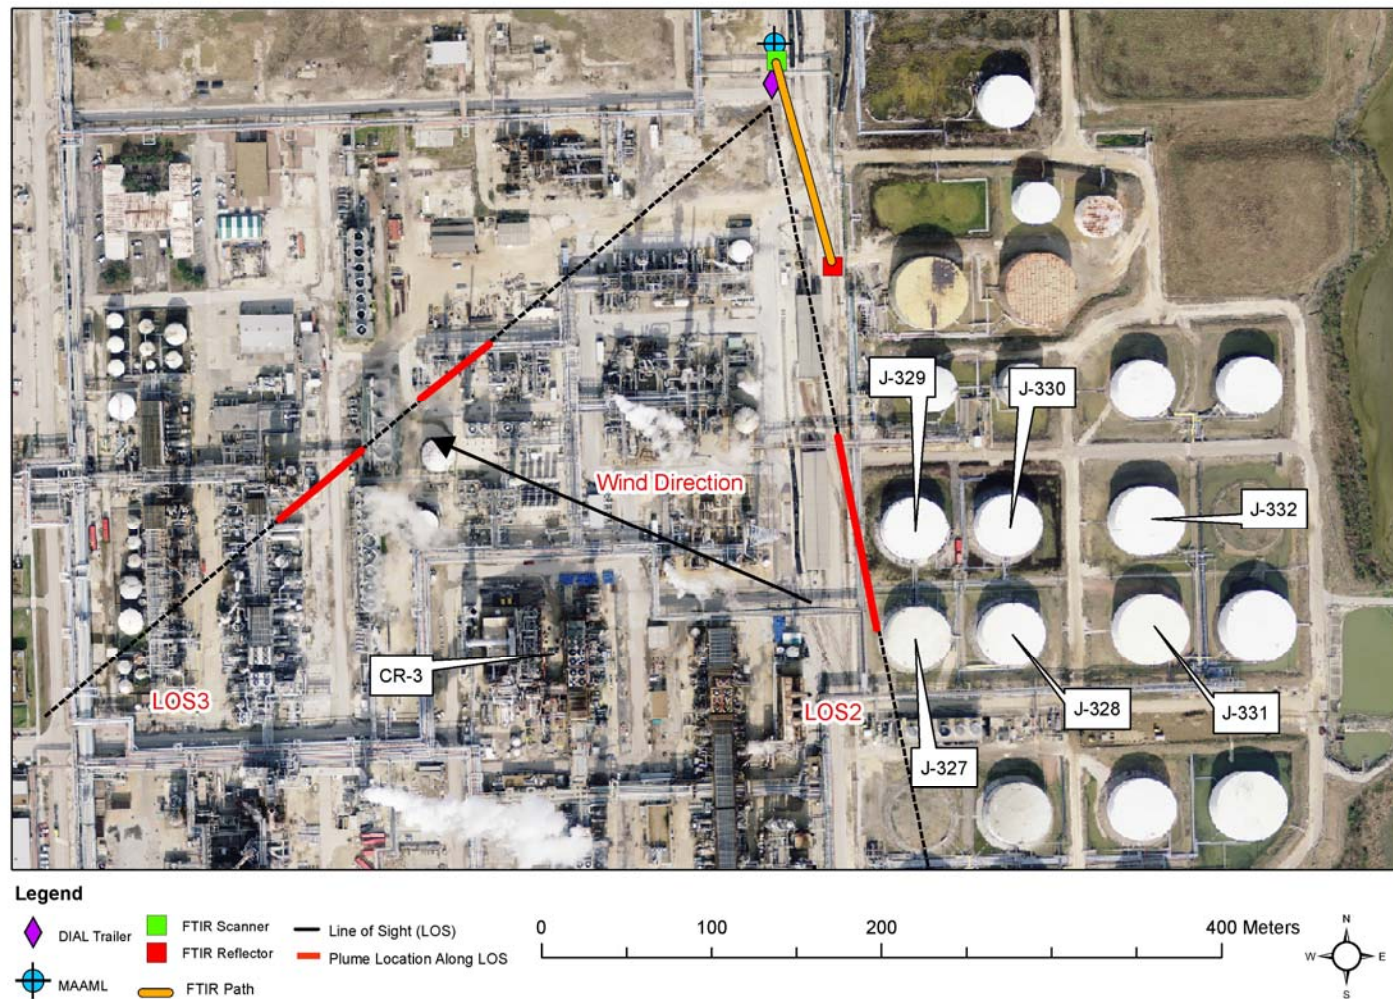 J-329
J-330
Wind Direction
J-332
CR-3
LOS3
LOS2
J-328
J-331
J-327
Legend
DIAL Trailer
FTIR Scanner
Line of Sight (LOS)
FTIR Reflector
Plume Location Along LOS
MAAML
FTIR Path
0 100 200 400 Meters
N
W E
S